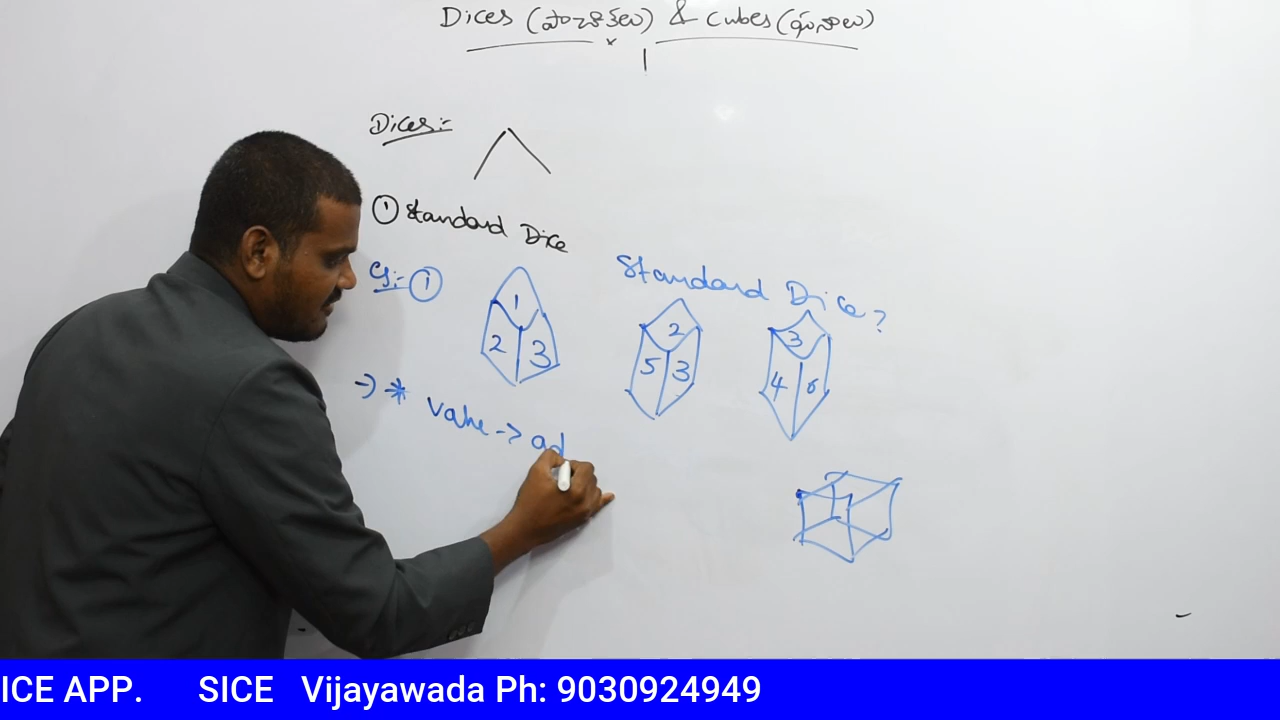 Dices (పాచికలు) & Cubes (ఘనాలు)
Dices:-
① Standard Dice
Eg:- ①
Standard Dice ?
1
2 3
2
5 3
3
4 6
→ * Value → ad
ICE APP. SICE Vijayawada Ph: 9030924949